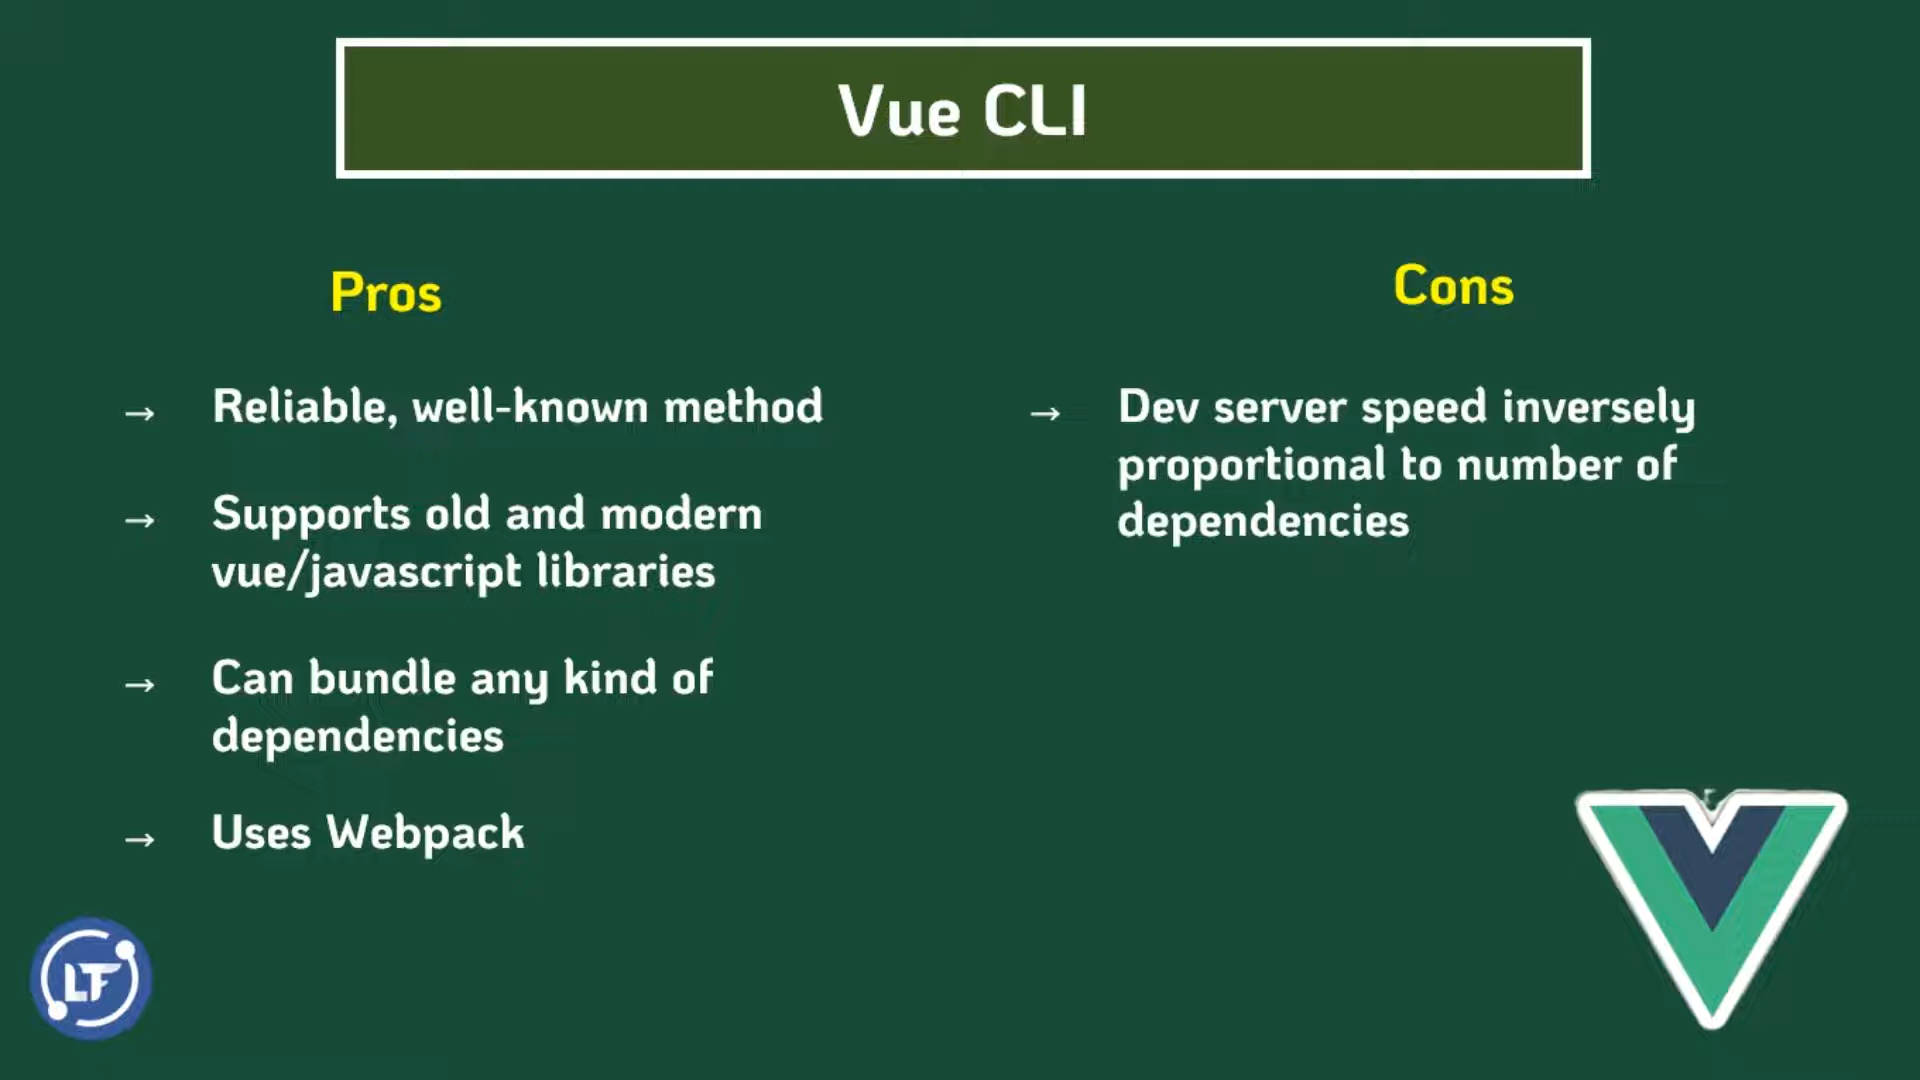 Vue CLI
Pros
→ Reliable, well-known method
→ Supports old and modern
vue/javascript libraries
→ Can bundle any kind of
dependencies
→ Uses Webpack
Cons
→ Dev server speed inversely
proportional to number of
dependencies
LT